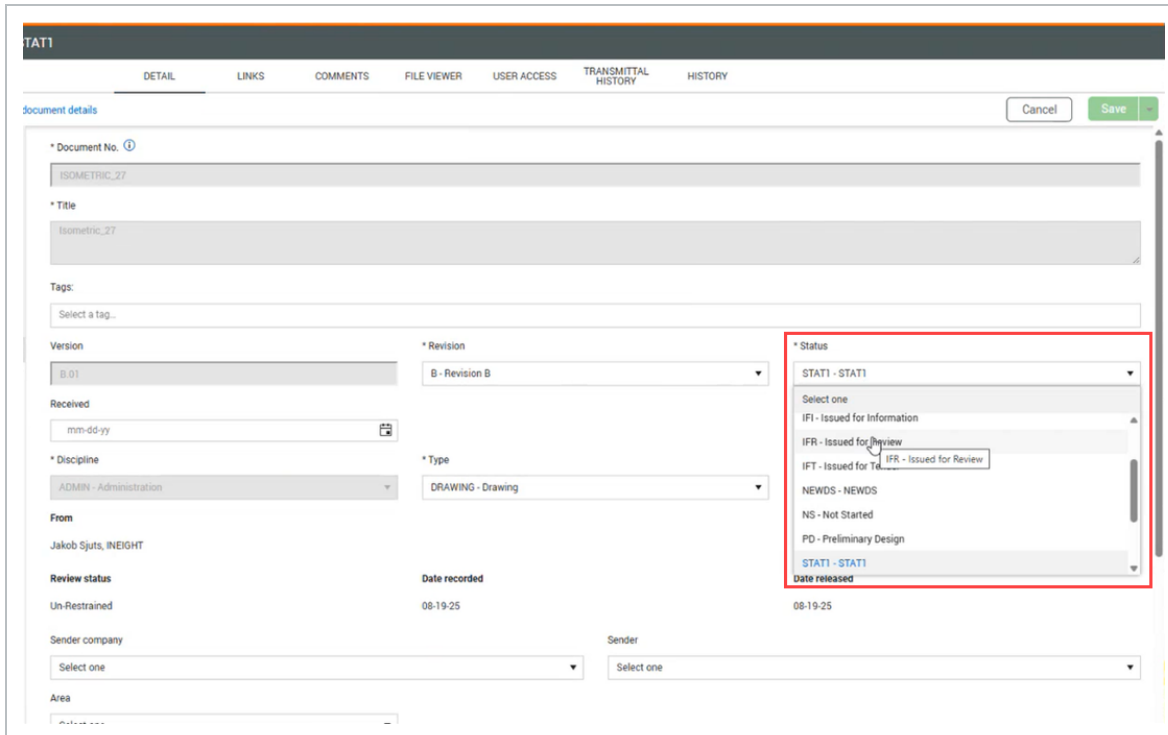 TAT1
DETAIL LINKS COMMENTS FILE VIEWER USER ACCESS TRANSMITTAL HISTORY HISTORY
document details Cancel Save
* Document No.
ISOMETRIC_27
* Title
Isometric_27
Tags:
Select a tag...
Version * Revision * Status
B.01 B - Revision B STAT1 - STAT1
Select one
Received
IFI - Issued for Information
mm-dd-yy
IFR - Issued for Review
IFR - Issued for Review
* Discipline * Type
IFT - Issued for
ADMIN - Administration DRAWING - Drawing
NEWDS - NEWDS
NS - Not Started
From
PD - Preliminary Design
Jakob Sjuts, INEIGHT
STAT1 - STAT1
Review status Date recorded Date released
Un-Restrained 08-19-25 08-19-25
Sender company Sender
Select one Select one
Area
Select one